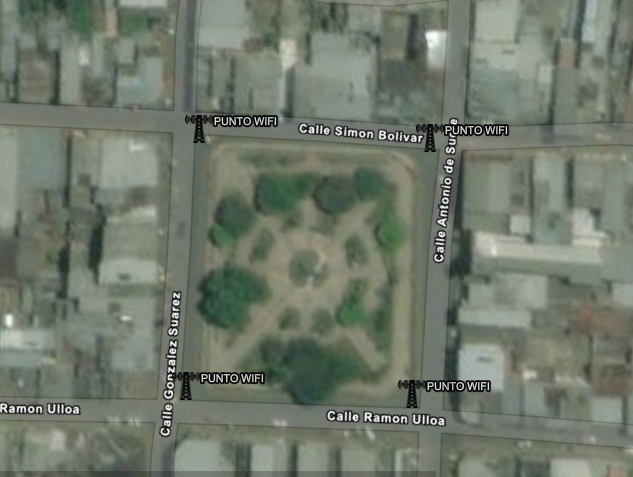 PUNTO WIFI
PUNTO WIFI
Calle Simon Bolivar
Calle Antonio de Sucre
Calle Gonzalez Suarez
PUNTO WIFI
PUNTO WIFI
Ramon Ulloa
Calle Ramon Ulloa